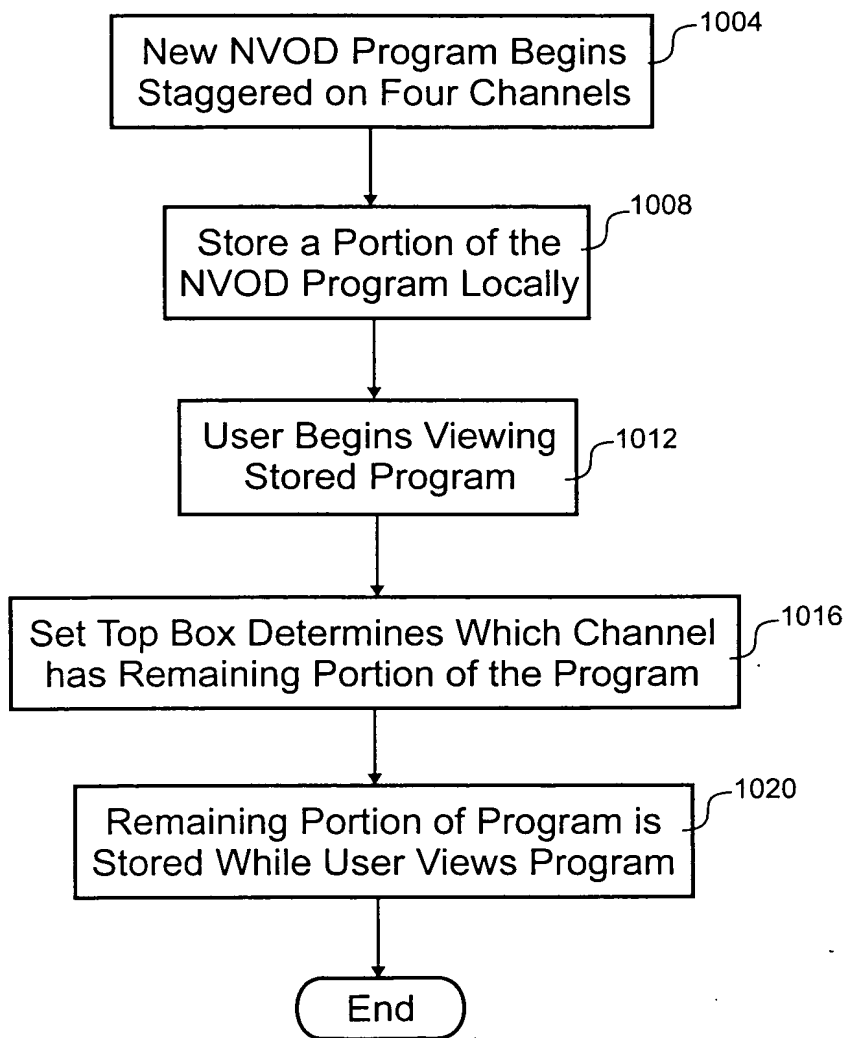 1004
New NVOD Program Begins
Staggered on Four Channels
1008
Store a Portion of the
NVOD Program Locally
User Begins Viewing
Stored Program
1012
Set Top Box Determines Which Channel
has Remaining Portion of the Program
1016
1020
Remaining Portion of Program is
Stored While User Views Program
End